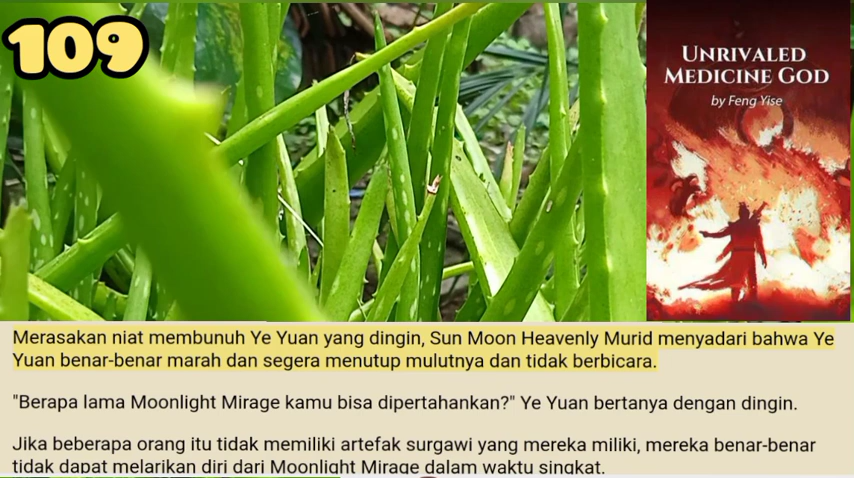 109
UNRIVALED
MEDICINE GOD
by Feng Yise
Merasakan niat membunuh Ye Yuan yang dingin, Sun Moon Heavenly Murid menyadari bahwa Ye
Yuan benar-benar marah dan segera menutup mulutnya dan tidak berbicara.
"Berapa lama Moonlight Mirage kamu bisa dipertahankan?" Ye Yuan bertanya dengan dingin.
Jika beberapa orang itu tidak memiliki artefak surgawi yang mereka miliki, mereka benar-benar
tidak dapat melarikan diri dari Moonlight Mirage dalam waktu singkat.